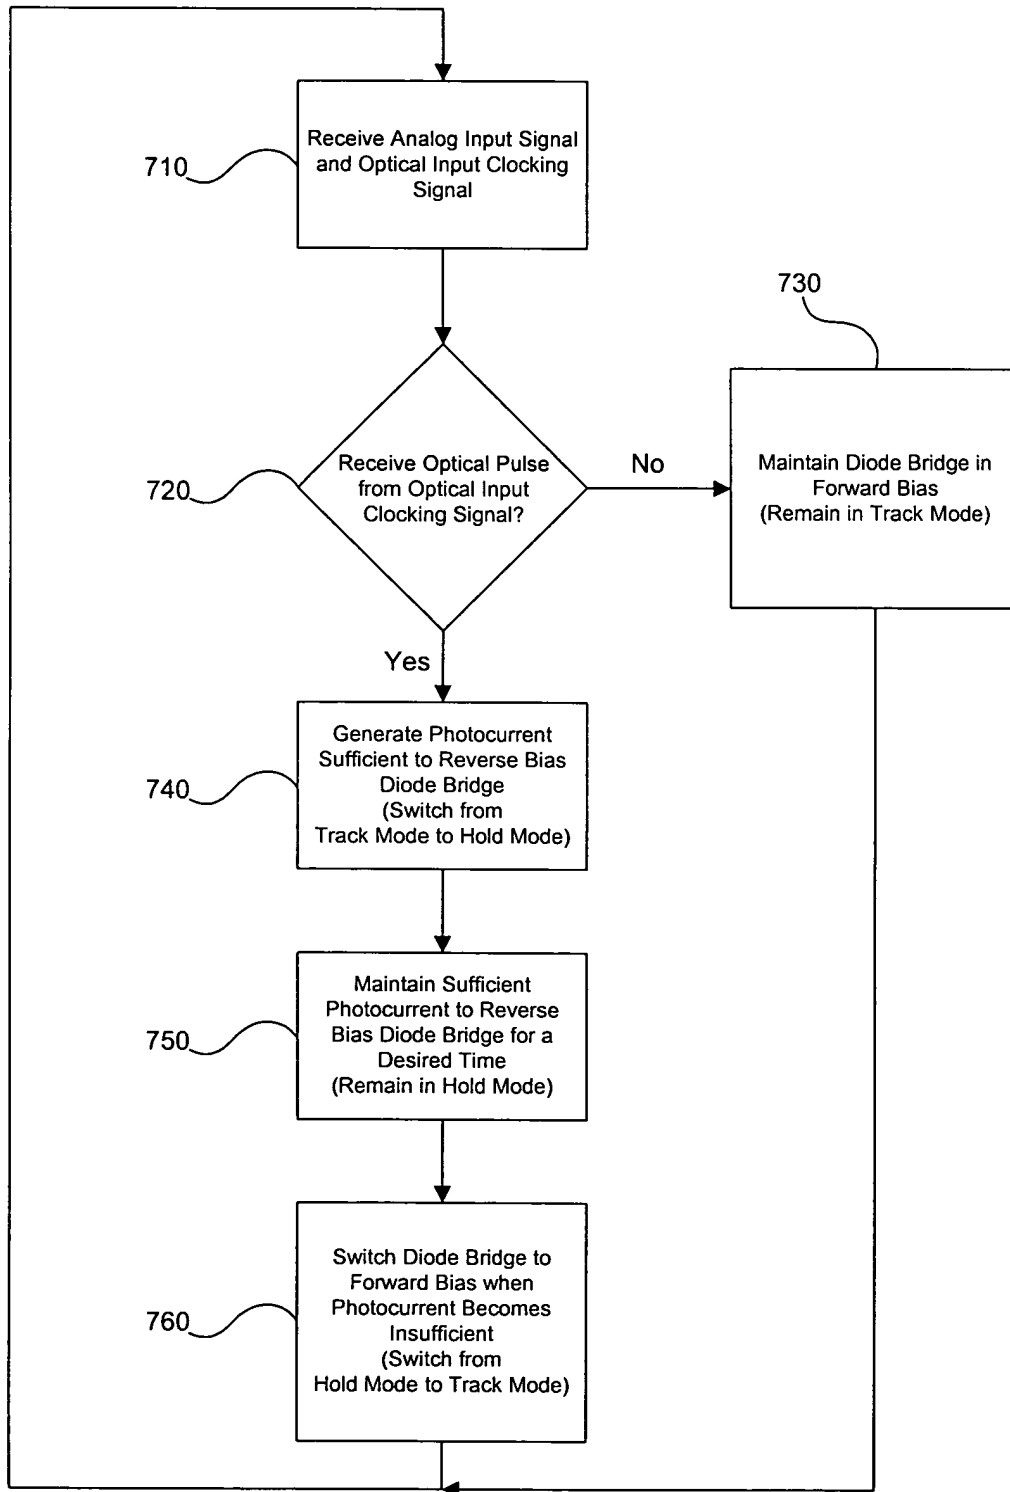 Receive Analog Input Signal
and Optical Input Clocking
Signal
710
730
Receive Optical Pulse
from Optical Input
Clocking Signal?
720
No
Maintain Diode Bridge in
Forward Bias
(Remain in Track Mode)
Yes
Generate Photocurrent
Sufficient to Reverse Bias
Diode Bridge
(Switch from
Track Mode to Hold Mode)
740
Maintain Sufficient
Photocurrent to Reverse
Bias Diode Bridge for a
Desired Time
(Remain in Hold Mode)
750
Switch Diode Bridge to
Forward Bias when
Photocurrent Becomes
Insufficient
(Switch from
Hold Mode to Track Mode)
760